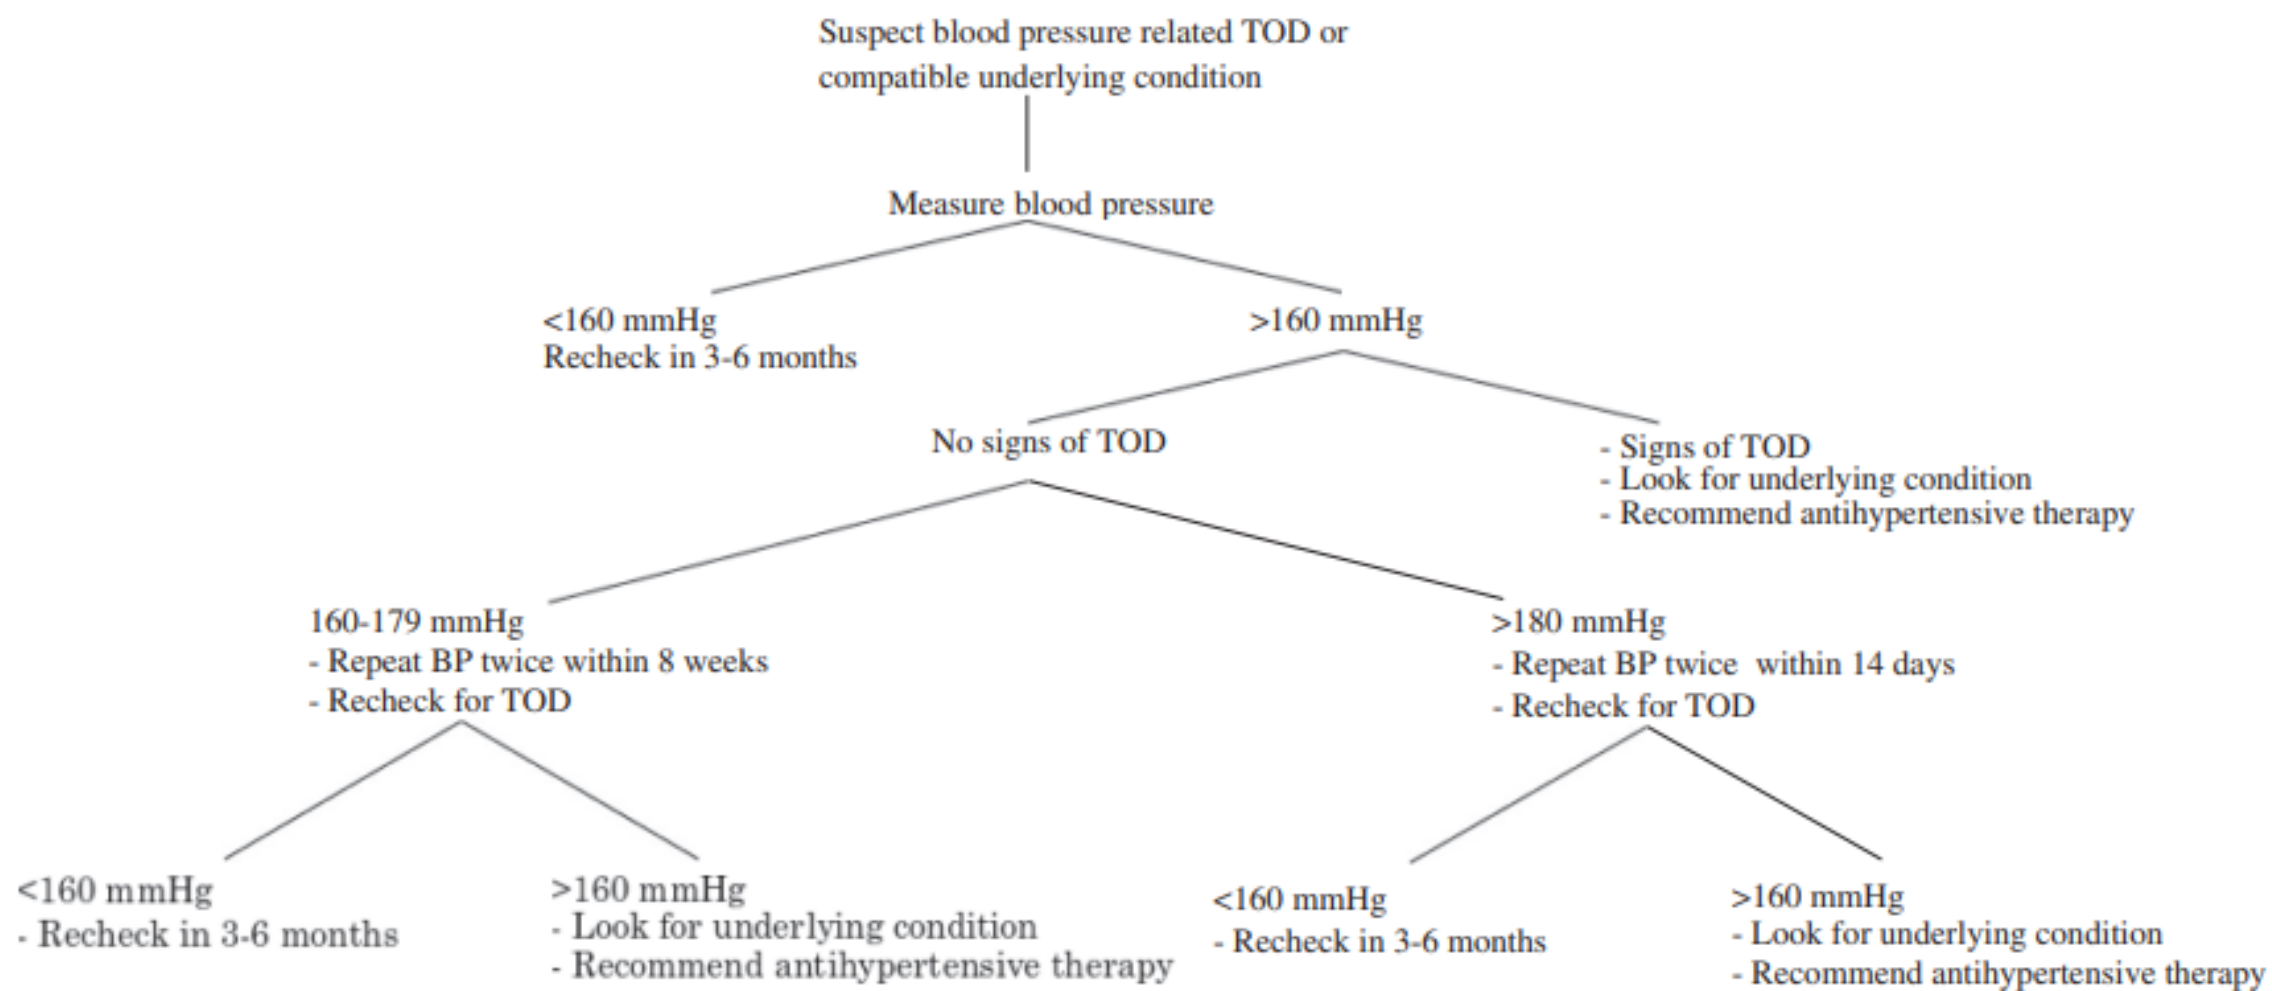 Suspect blood pressure related TOD or
compatible underlying condition
Measure blood pressure
<160 mmHg
Recheck in 3-6 months
>160 mmHg
No signs of TOD
- Signs of TOD
- Look for underlying condition
- Recommend antihypertensive therapy
160-179 mmHg
- Repeat BP twice within 8 weeks
- Recheck for TOD
>180 mmHg
- Repeat BP twice within 14 days
- Recheck for TOD
<160 mmHg
- Recheck in 3-6 months
>160 mmHg
- Look for underlying condition
- Recommend antihypertensive therapy
<160 mmHg
- Recheck in 3-6 months
>160 mmHg
- Look for underlying condition
- Recommend antihypertensive therapy